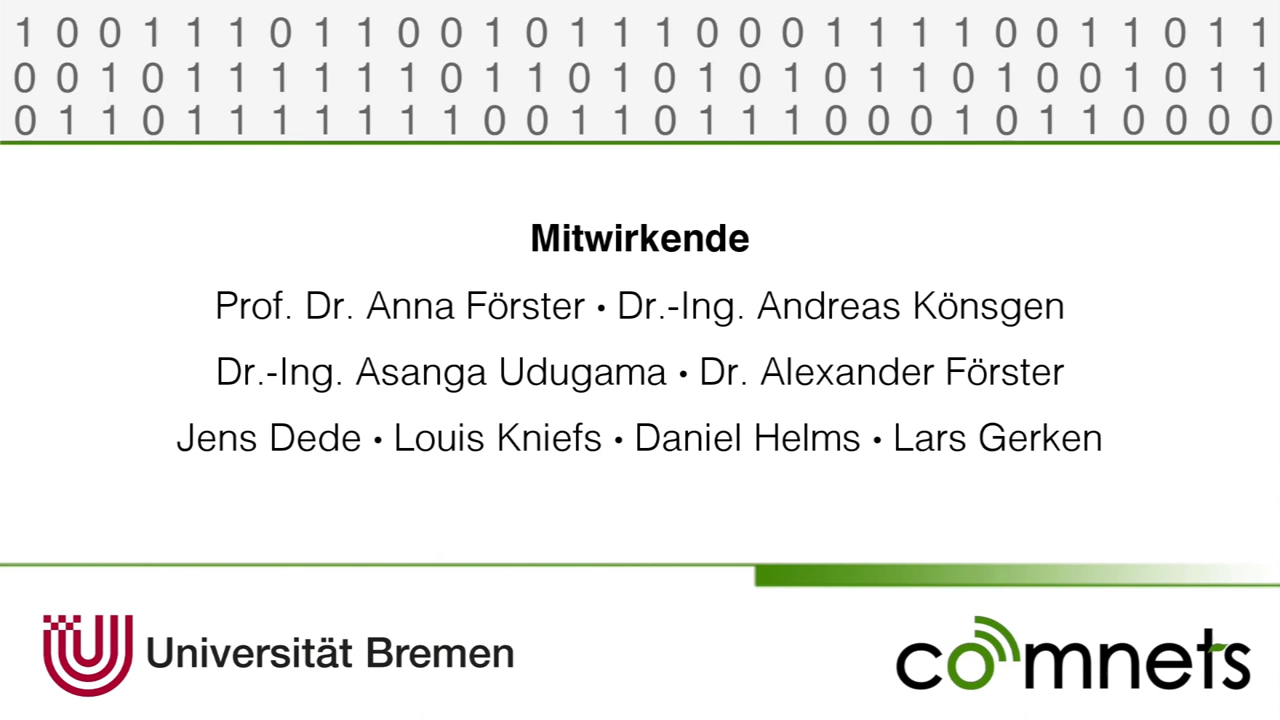 1 0 0 1 1 1 0 1 1 0 0 1 0 1 1 1 0 0 0 1 1 1 1 0 0 1 1 0 1 1
0 0 1 0 1 1 1 1 1 1 0 1 1 0 1 0 1 0 1 0 1 1 0 1 0 0 1 0 1 1
0 1 1 0 1 1 1 1 1 1 1 0 0 1 1 0 1 1 1 0 0 0 1 0 1 1 0 0 0 0
Mitwirkende
Prof. Dr. Anna Förster • Dr.-Ing. Andreas Könsgen
Dr.-Ing. Asanga Udugama • Dr. Alexander Förster
Jens Dede • Louis Kniefs • Daniel Helms • Lars Gerken
Universität Bremen
comnets